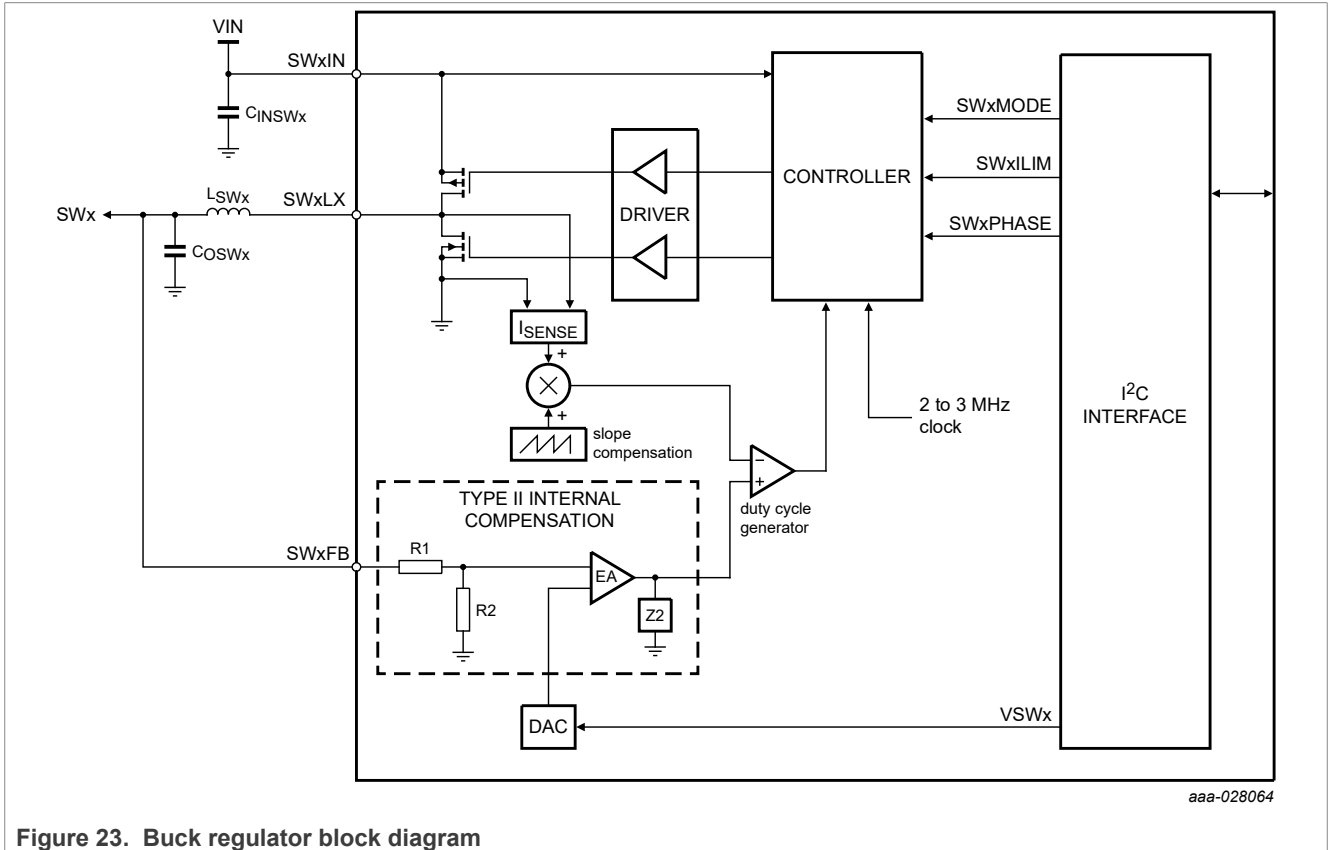 VIN
SWxIN
CINSWx
SWxMODE
SWxILIM
CONTROLLER
DRIVER
LSWx
SWxLX
SWx
SWxPHASE
COSWx
ISENSE
+
+
slope
compensation
2 to 3 MHz
clock
I2C
INTERFACE
−
+
duty cycle
generator
TYPE II INTERNAL
COMPENSATION
SWxFB
R1
EA
R2
Z2
VSWx
DAC
aaa-028064
Figure 23. Buck regulator block diagram